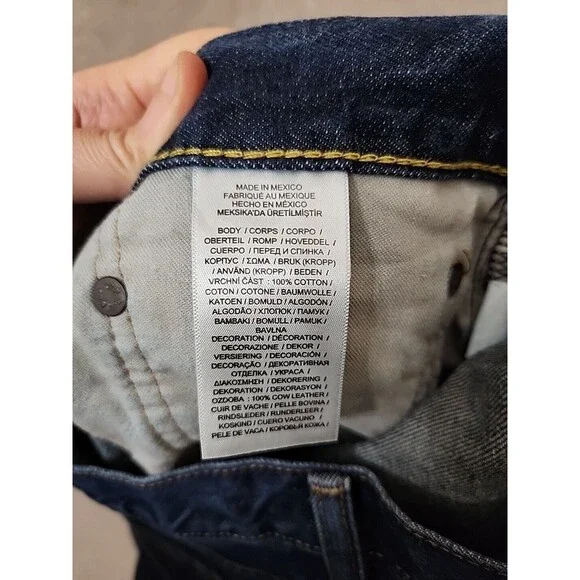 MADE IN MEXICO
FABRIQUÉ AU MEXIQUE
HECHO EN MÉXICO
MEKSIKA'DA ÜRETİLMİŞTİR
BODY / CORPS / CORPO /
OBERTEIL / ROMP / HOVEDDEL /
CUERPO / ПЕРЕД И СПИНКА /
КОРПУС / ΣΩΜΑ / BRUK (KROPP)
/ ANVÄND (KROPP) / BEDEN /
VRCHNÍ ČÁST : 100% COTTON /
COTON / COTONE / BAUMWOLLE /
KATOEN / BOMULD / ALGODÓN /
ALGODÃO / ХЛОПОК / ПАМУК /
ΒΑΜΒΑΚΙ / BOMULL / PAMUK /
BAVLNA
DECORATION / DÉCORATION /
DECORAZIONE / DEKOR /
VERSIERING / DECORACIÓN /
DECORAÇÃO / ДЕКОРАТИВНАЯ
ОТДЕЛКА / УКРАСА /
ΔΙΑΚΟΣΜΗΣΗ / DEKORERING /
DEKORATION / DEKORASYON /
OZDOBA : 100% COW LEATHER /
CUIR DE VACHE / PELLE BOVINA /
RINDSLEDER / RUNDERLEER /
KOSKIND / CUERO VACUNO /
PELE DE VACA / КОРОВЬЯ КОЖА /